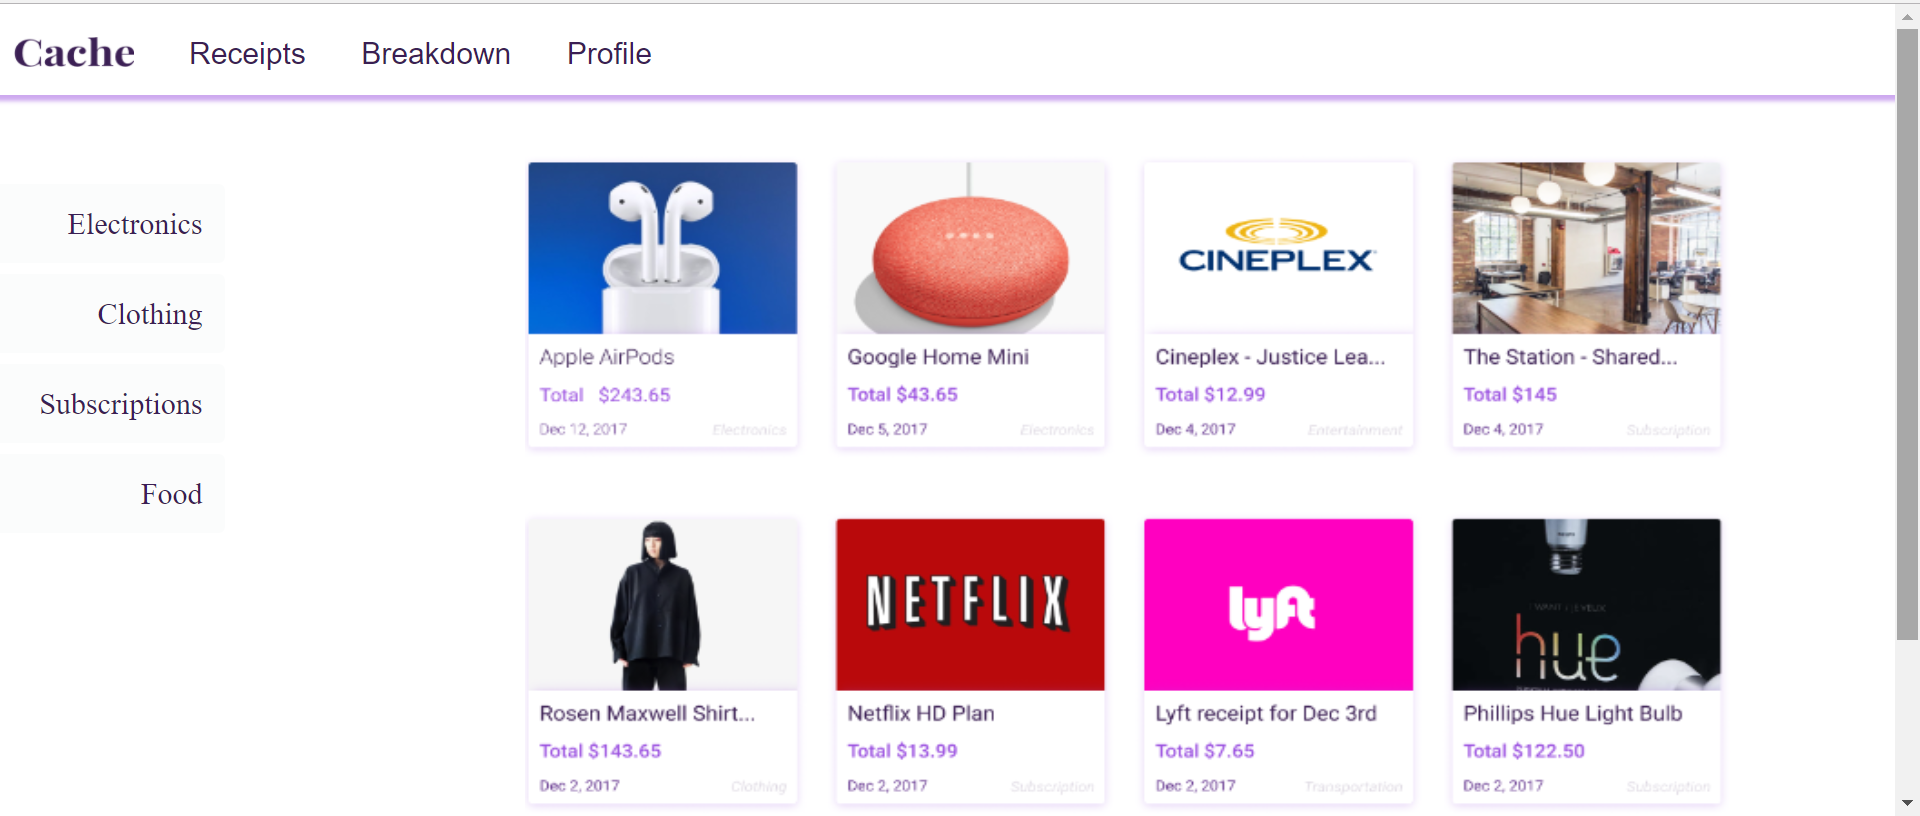 Cache Receipts Breakdown Profile
Electronics
Clothing
Subscriptions
Food
CINEPLEX
Apple AirPods
Total $243.65
Dec 12, 2017 Electronics
Google Home Mini
Total $43.65
Dec 5, 2017 Electronics
Cineplex - Justice Lea...
Total $12.99
Dec 4, 2017 Entertainment
The Station - Shared...
Total $145
Dec 4, 2017 Subscription
NETFLIX
lyft
hue
Rosen Maxwell Shirt...
Total $143.65
Dec 2, 2017 Clothing
Netflix HD Plan
Total $13.99
Dec 2, 2017 Subscription
Lyft receipt for Dec 3rd
Total $7.65
Dec 2, 2017 Transportation
Phillips Hue Light Bulb
Total $122.50
Dec 2, 2017 Subscription